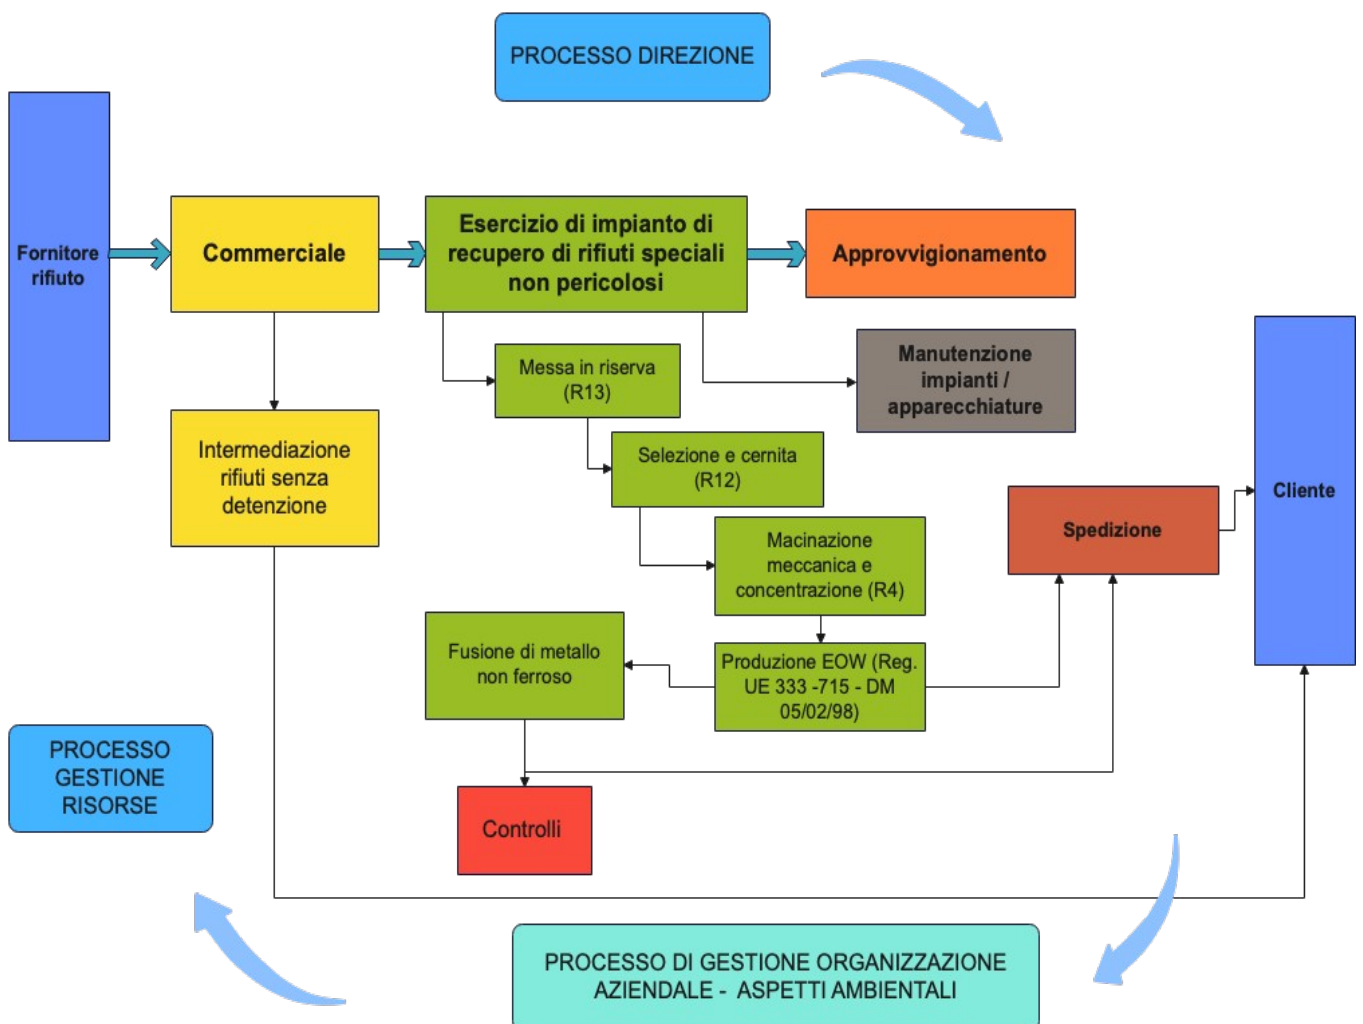 PROCESSO DIREZIONE
Fornitore
rifiuto
Commerciale
Esercizio di impianto di
recupero di rifiuti speciali
non pericolosi
Approvvigionamento
Messa in riserva
(R13)
Manutenzione
impianti /
apparecchiature
Intermediazione
rifiuti senza
detenzione
Selezione e cernita
(R12)
Cliente
Spedizione
Macinazione
meccanica e
concentrazione (R4)
Fusione di metallo
non ferroso
Produzione EOW (Reg.
UE 333 -715 - DM
05/02/98)
PROCESSO
GESTIONE
RISORSE
Controlli
PROCESSO DI GESTIONE ORGANIZZAZIONE
AZIENDALE - ASPETTI AMBIENTALI